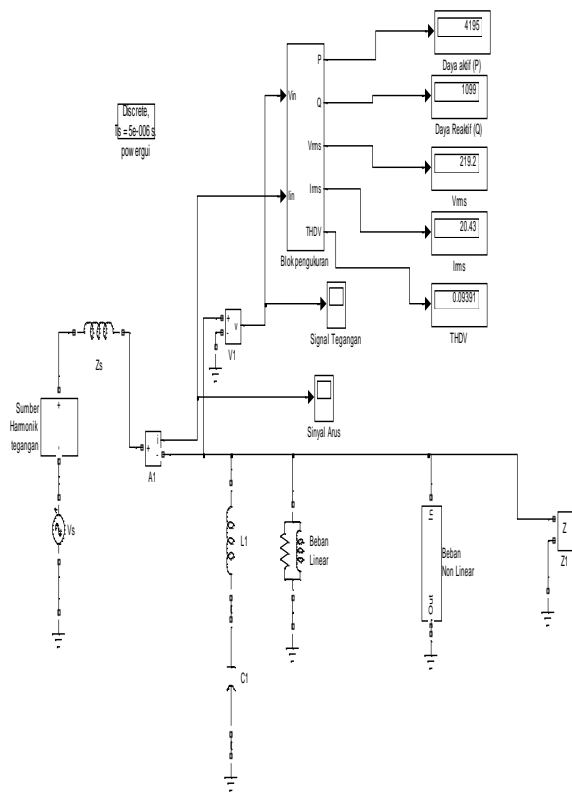 4195
P
Daya aktif (P)
Vin
1099
Q
Daya Reaktif (Q)
Discrete,
Ts = 5e-006 s.
powergui
Vrms
219.2
Vrms
Iin
Irms
20.43
Irms
THDV
Blok pengukuran
0.09391
THDV
+
-
v
V1
Signal Tegangan
Zs
Sinyal Arus
Sumber
Harmonik
tegangan
+
-
+
i
-
A1
Vs
L1
Beban
Linear
In
Out
Beban
Non Linear
Z
Z1
C1